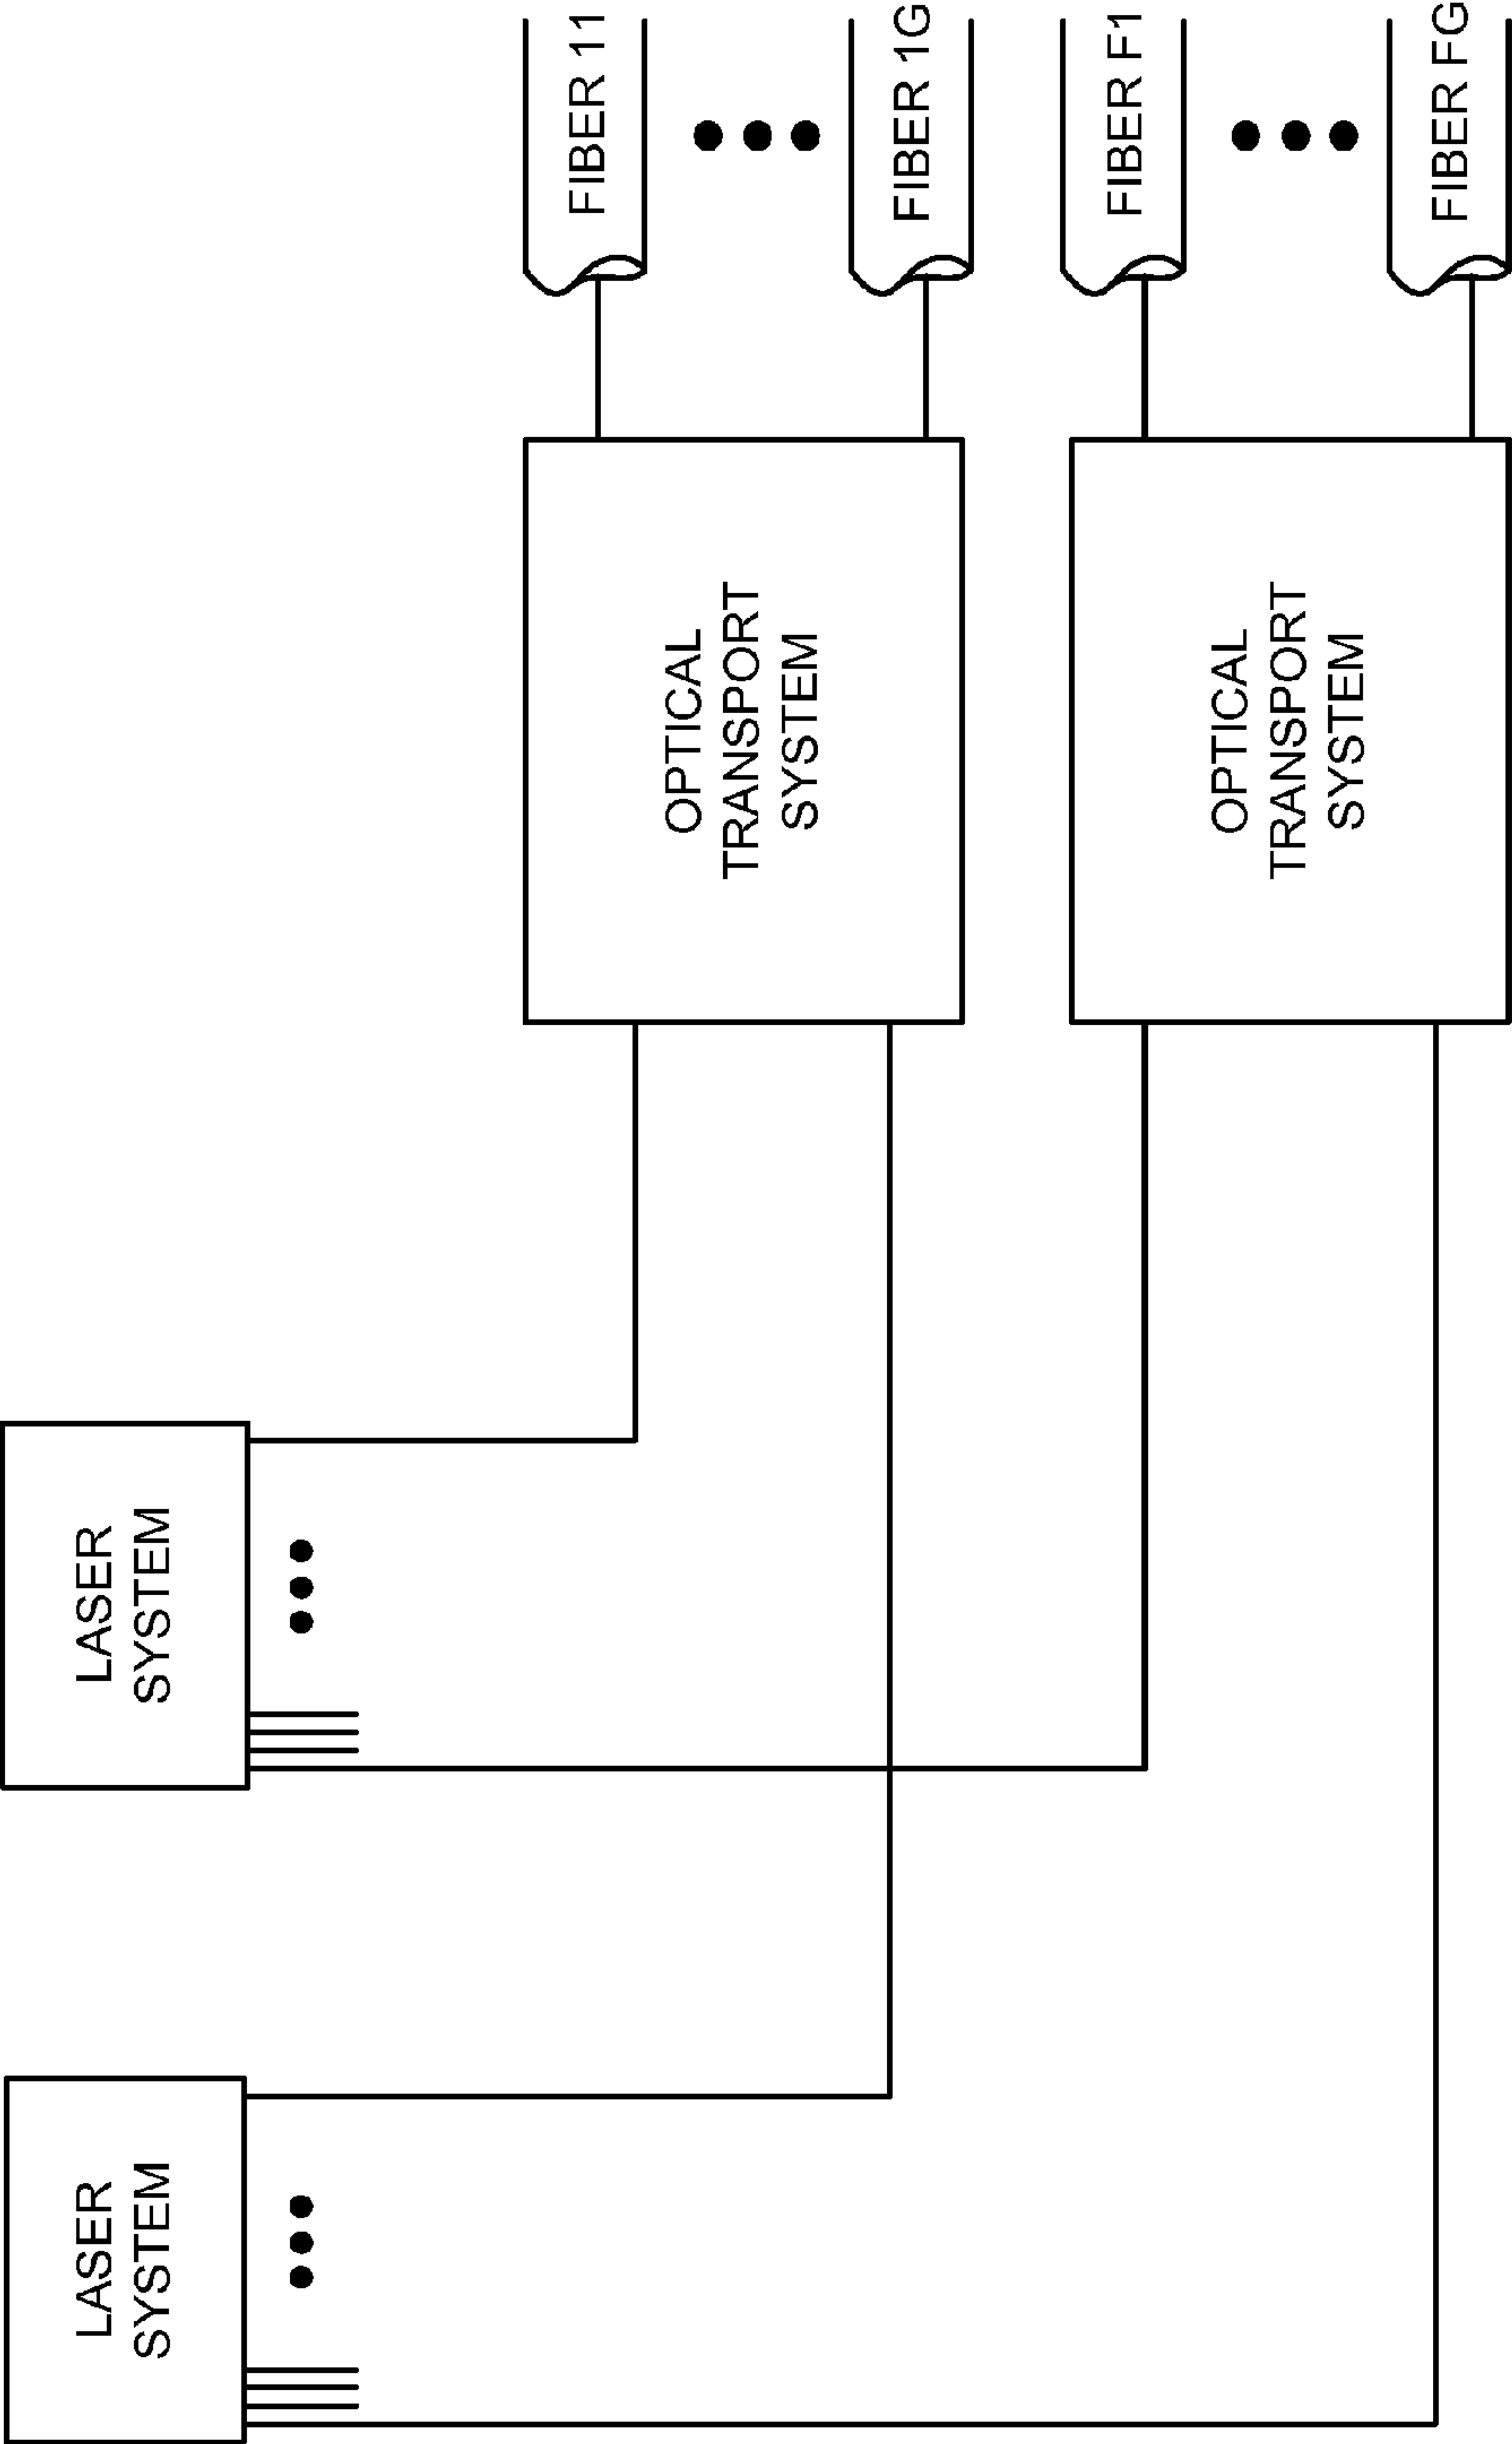 LASER
SYSTEM
LASER
SYSTEM
OPTICAL
TRANSPORT
SYSTEM
FIBER 11
FIBER 1G
OPTICAL
TRANSPORT
SYSTEM
FIBER F1
FIBER FG